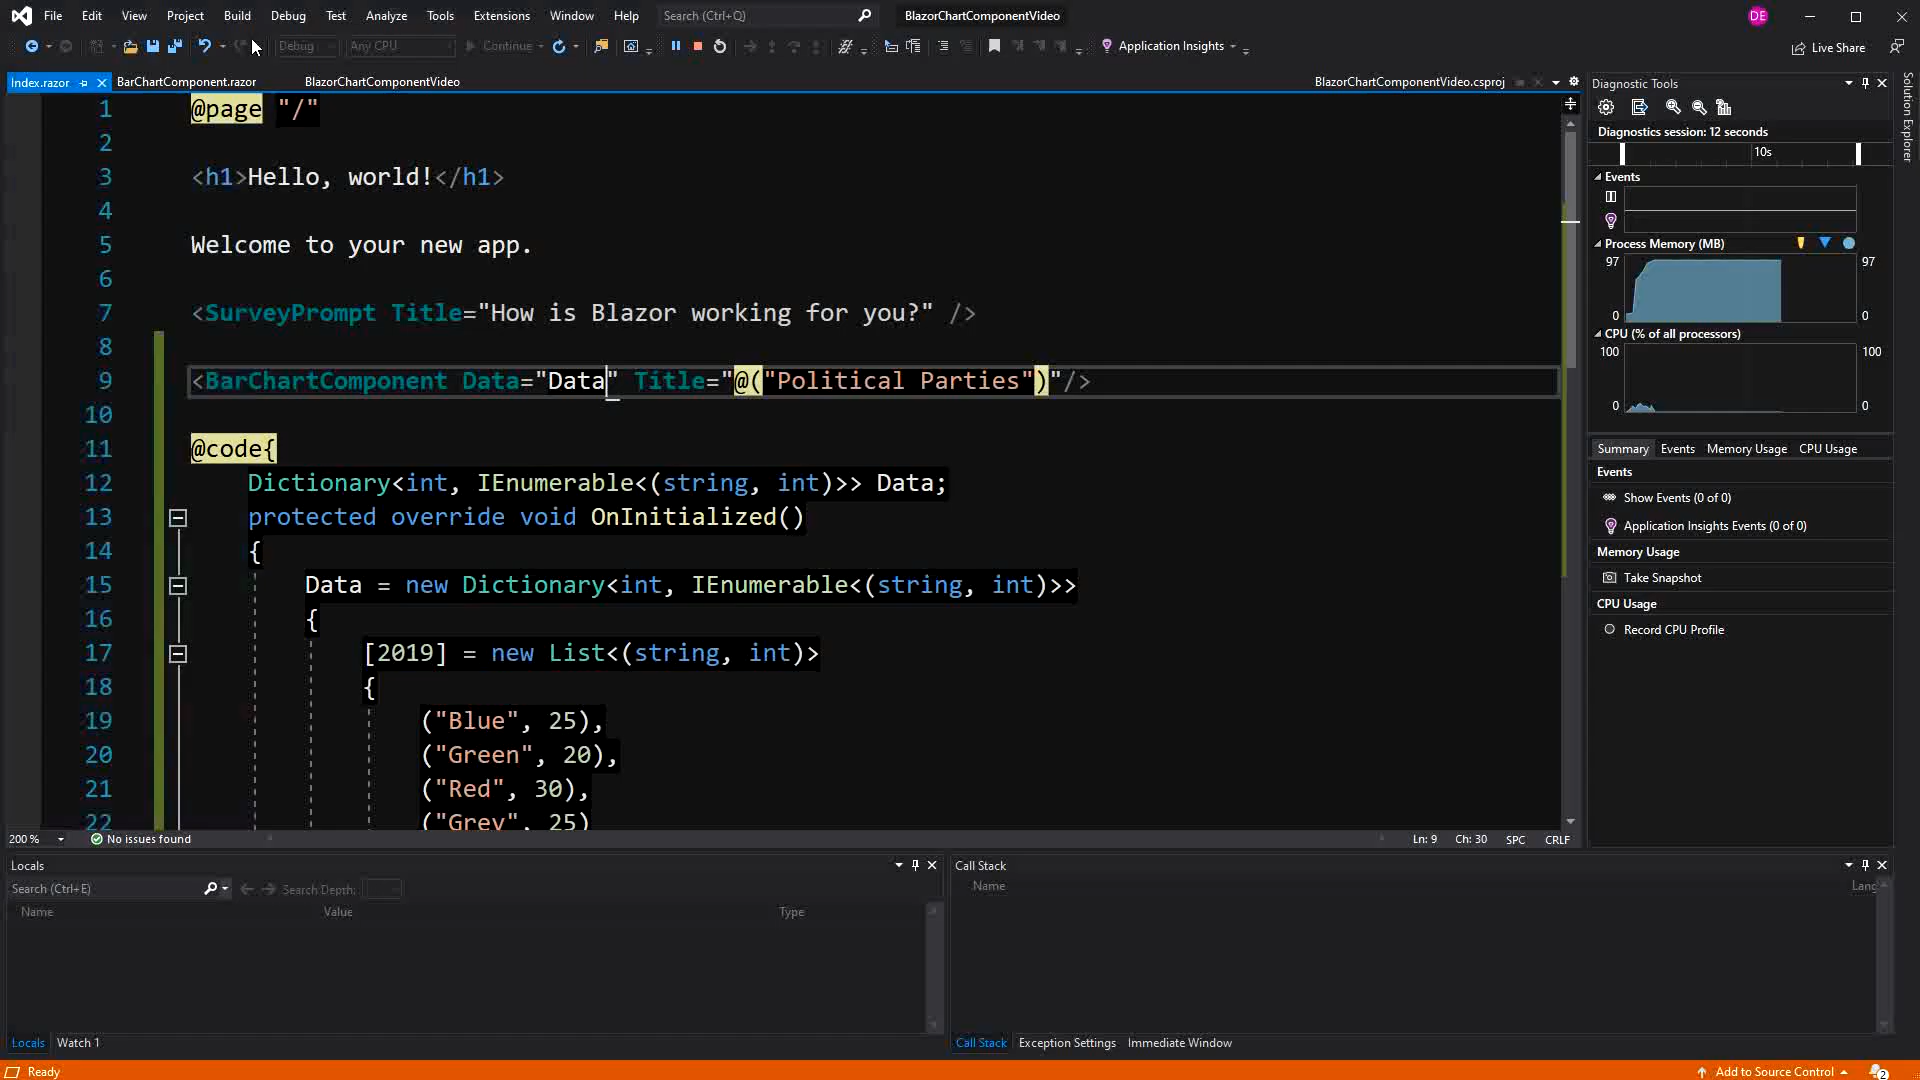 File Edit View Project Build Debug Test Analyze Tools Extensions Window Help Search (Ctrl+Q) BlazorChartComponentVideo DE
Debug Any CPU Continue Application Insights Live Share
Index.razor BarChartComponent.razor BlazorChartComponentVideo BlazorChartComponentVideo.csproj
1 @page "/"
2
3 <h1>Hello, world!</h1>
4
5 Welcome to your new app.
6
7 <SurveyPrompt Title="How is Blazor working for you?" />
8
9 <BarChartComponent Data="Data" Title="@("Political Parties")"/>
10
11 @code{
12 Dictionary<int, IEnumerable<(string, int)>> Data;
13 protected override void OnInitialized()
14 {
15 Data = new Dictionary<int, IEnumerable<(string, int)>>
16 {
17 [2019] = new List<(string, int)>
18 {
19 ("Blue", 25),
20 ("Green", 20),
21 ("Red", 30),
22 ("Grey", 25)
200 % No issues found Ln: 9 Ch: 30 SPC CRLF
Diagnostic Tools
Diagnostics session: 12 seconds
10s
Events
Process Memory (MB)
97 97
0 0
CPU (% of all processors)
100 100
0 0
Summary Events Memory Usage CPU Usage
Events
Show Events (0 of 0)
Application Insights Events (0 of 0)
Memory Usage
Take Snapshot
CPU Usage
Record CPU Profile
Solution Explorer
Locals
Search (Ctrl+E) Search Depth:
Name Value Type
Locals Watch 1
Call Stack
Name Lang
Call Stack Exception Settings Immediate Window
Ready Add to Source Control 2